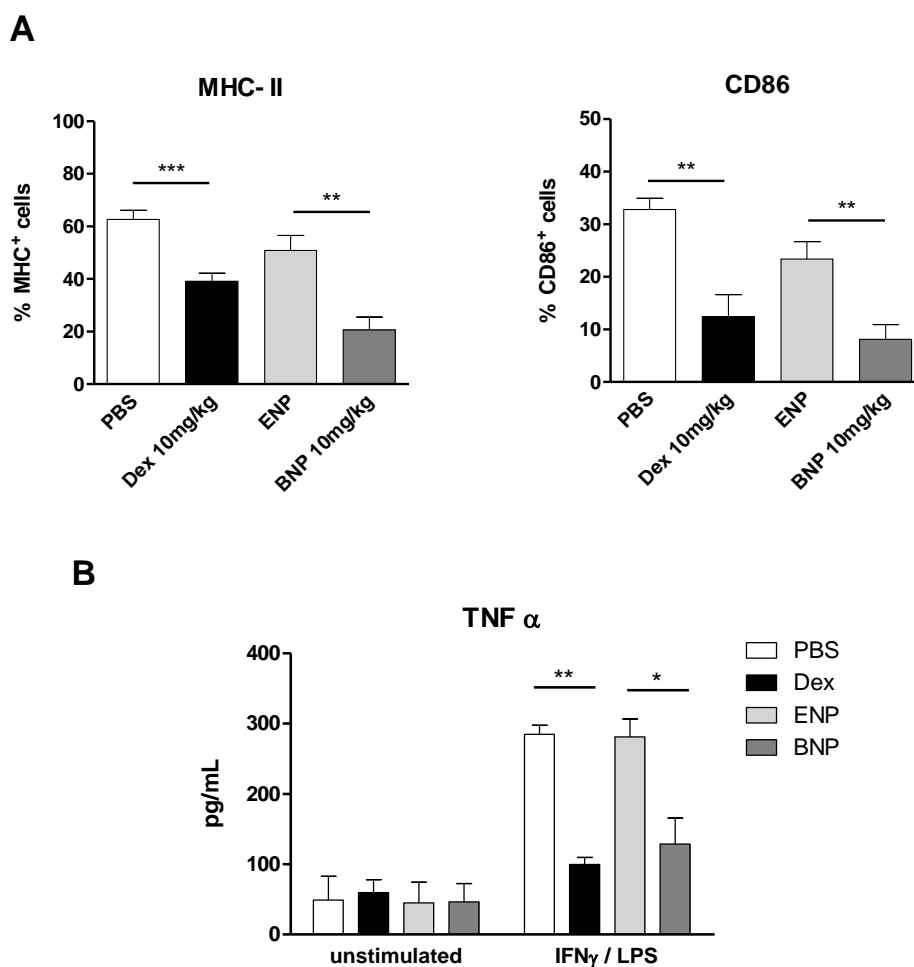 A
MHC- II
100
80
60
40
20
0
% MHC+ cells
***
**
PBS
Dex 10mg/kg
ENP
BNP 10mg/kg
CD86
50
40
30
20
10
0
% CD86+ cells
**
**
PBS
Dex 10mg/kg
ENP
BNP 10mg/kg
B
TNF α
400
300
200
100
0
pg/mL
**
*
unstimulated
IFNγ / LPS
PBS
Dex
ENP
BNP